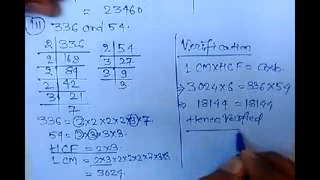 = 23460
(iii) 336 and 54.
2 336
2 168
2 84
2 42
3 21
7
2 54
3 27
3 9
3
336 = 2×2×2×2×3×7.
54 = 2×3×3×3.
HCF = 2×3.
LCM = 2×3×2×2×2×7×3×3
= 3024.
Verification
LCM×HCF = a×b.
⇒ 3024×6 = 336×54
⇒ 18144 = 18144
Hence Verified